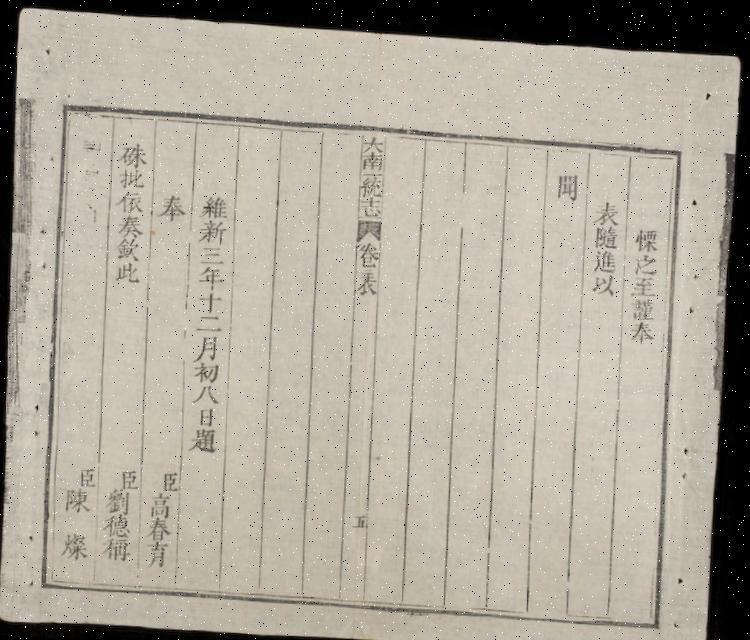 慄之至謹奉
表隨進以
聞
大南一統志
卷首表
五
維新三年十二月初八日題
奉
硃批依奏欽此
臣高春育
臣劉德稱
臣陳燦